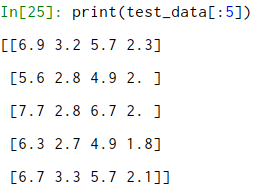 In[25]: print(test_data[:5])
[[6.9 3.2 5.7 2.3]
[5.6 2.8 4.9 2. ]
[7.7 2.8 6.7 2. ]
[6.3 2.7 4.9 1.8]
[6.7 3.3 5.7 2.1]]